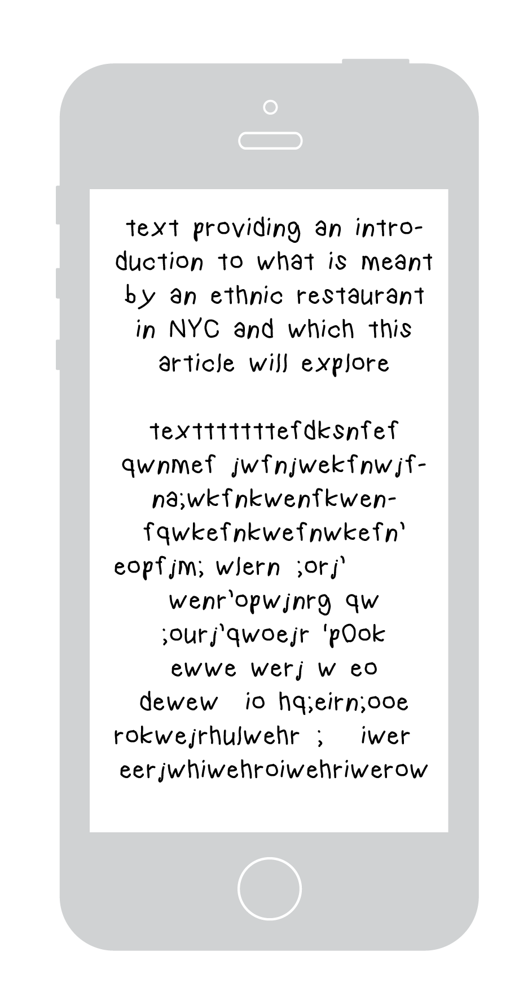 text providing an intro-
duction to what is meant
by an ethnic restaurant
in NYC and which this
article will explore
texttttttttefdksnfef
qwnmef jwfnjwekfnwjf-
na;wkfnkwenfkwen-
fqwkefnkwefnwkefn'
eopfjm; wlern ;orj'
wenr'opwjnrg qw
;ourj'qwoejr 'pOok
ewwe werj w eo
dewew io hq;eirn;ooe
rokwejrhulwehr ; iwer
eerjwhiwehroiwehriwerow